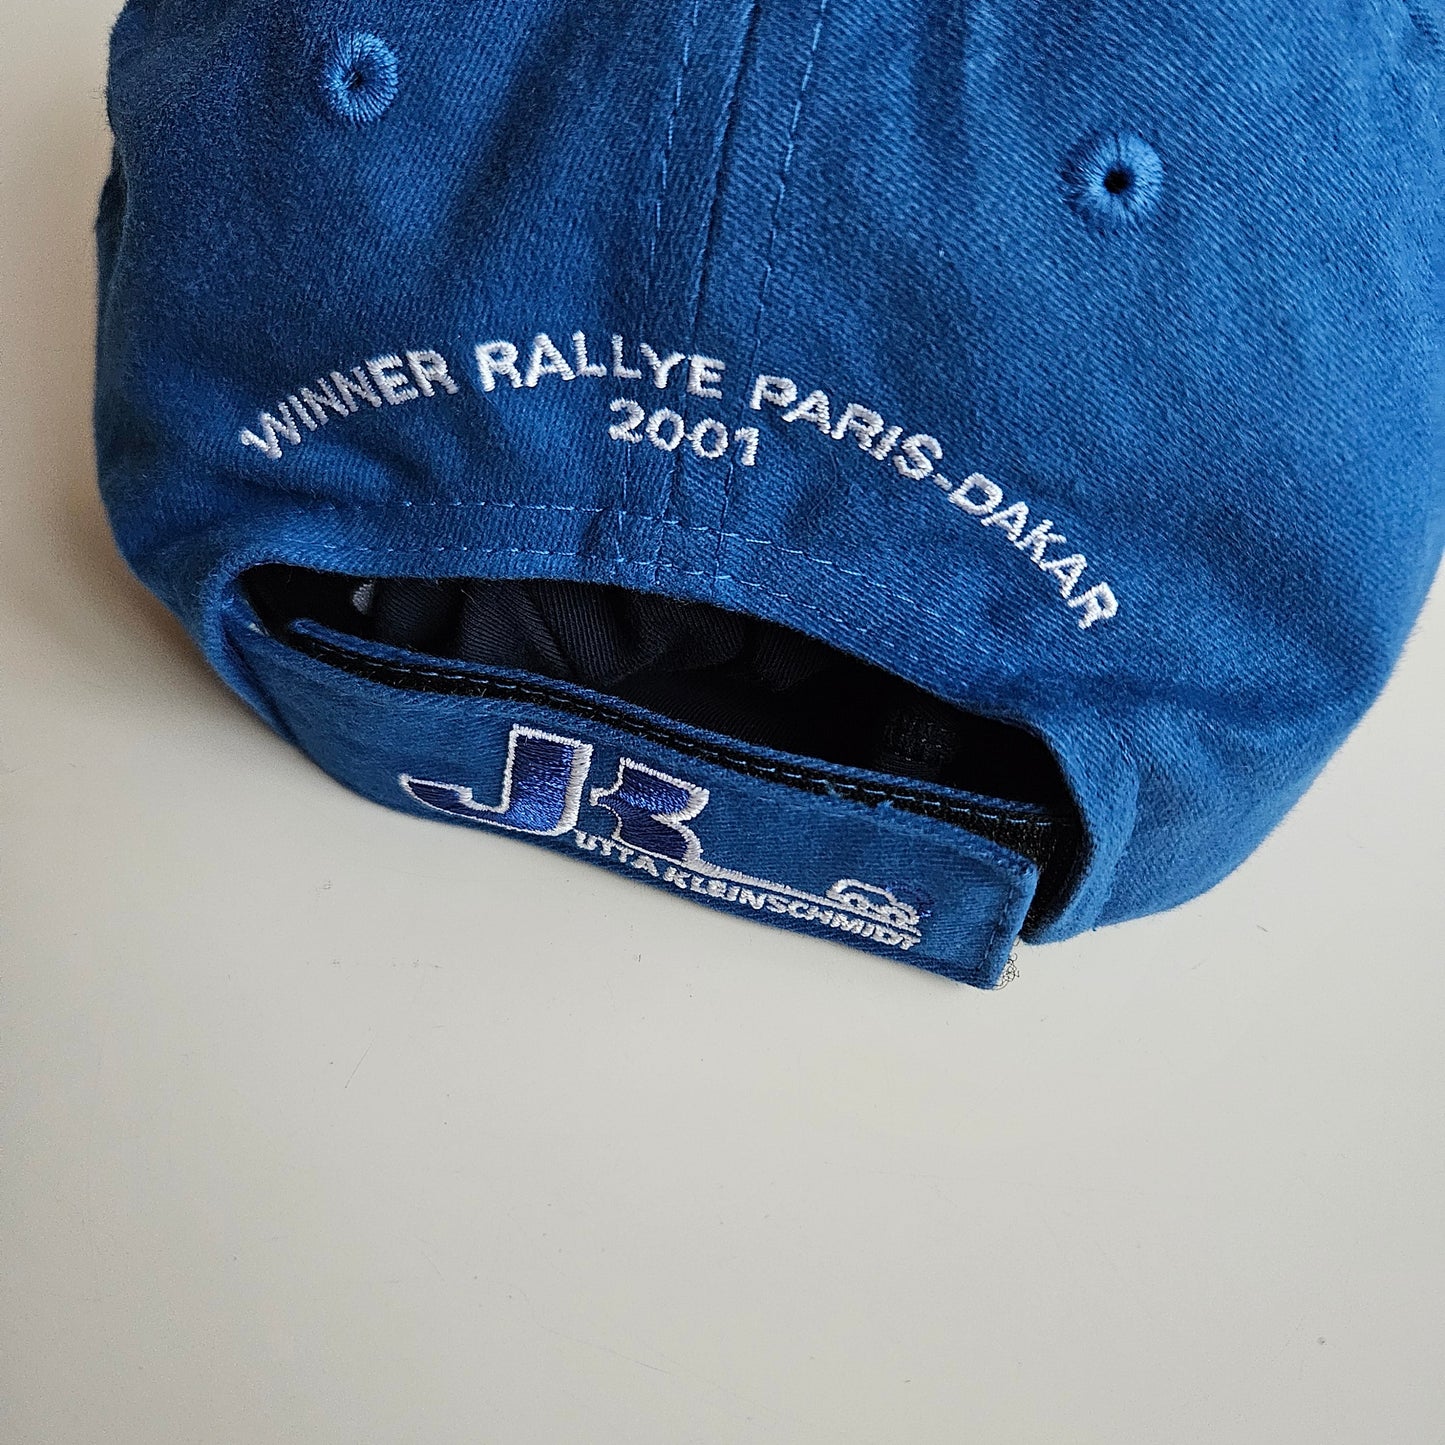 WINNER RALLYE PARIS-DAKAR
2001
JK
JUTTA KLEINSCHMIDT